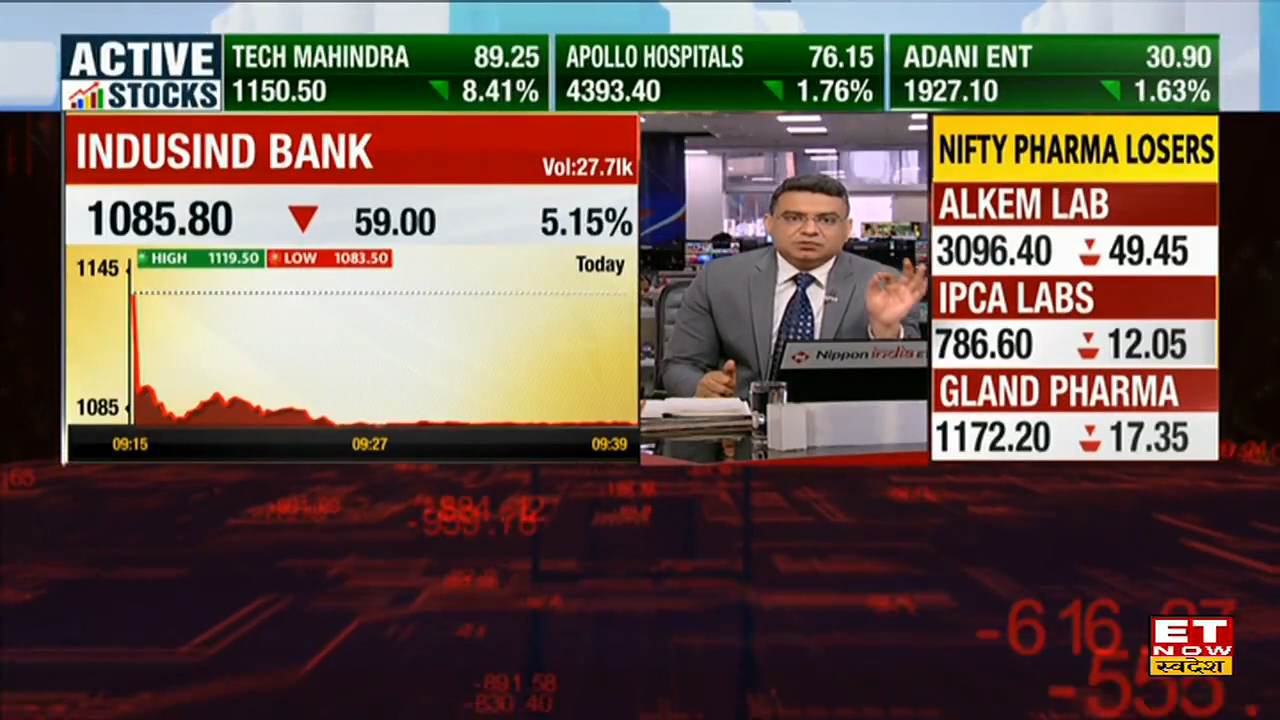 ACTIVE
STOCKS
TECH MAHINDRA 89.25
1150.50 8.41%
APOLLO HOSPITALS 76.15
4393.40 1.76%
ADANI ENT 30.90
1927.10 1.63%
INDUSIND BANK Vol:27.7lk
1085.80 59.00 5.15%
HIGH 1119.50 LOW 1083.50
Today
1145
1085
09:15 09:27 09:39
Nippon india
NIFTY PHARMA LOSERS
ALKEM LAB
3096.40 49.45
IPCA LABS
786.60 12.05
GLAND PHARMA
1172.20 17.35
-891.58
-830.40
ET
NOW
स्वदेश